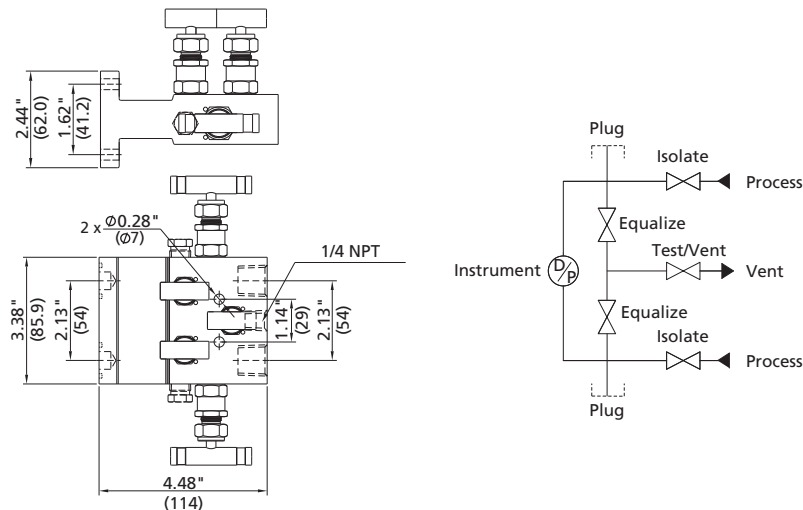 2.44"
(62.0)
1.62"
(41.2)
2 x Ø0.28"
(Ø7)
1/4 NPT
3.38"
(85.9)
2.13"
(54)
1.14"
(29)
2.13"
(54)
4.48"
(114)
Plug
Isolate
Process
Equalize
Test/Vent
Instrument
D/P
Vent
Equalize
Isolate
Process
Plug